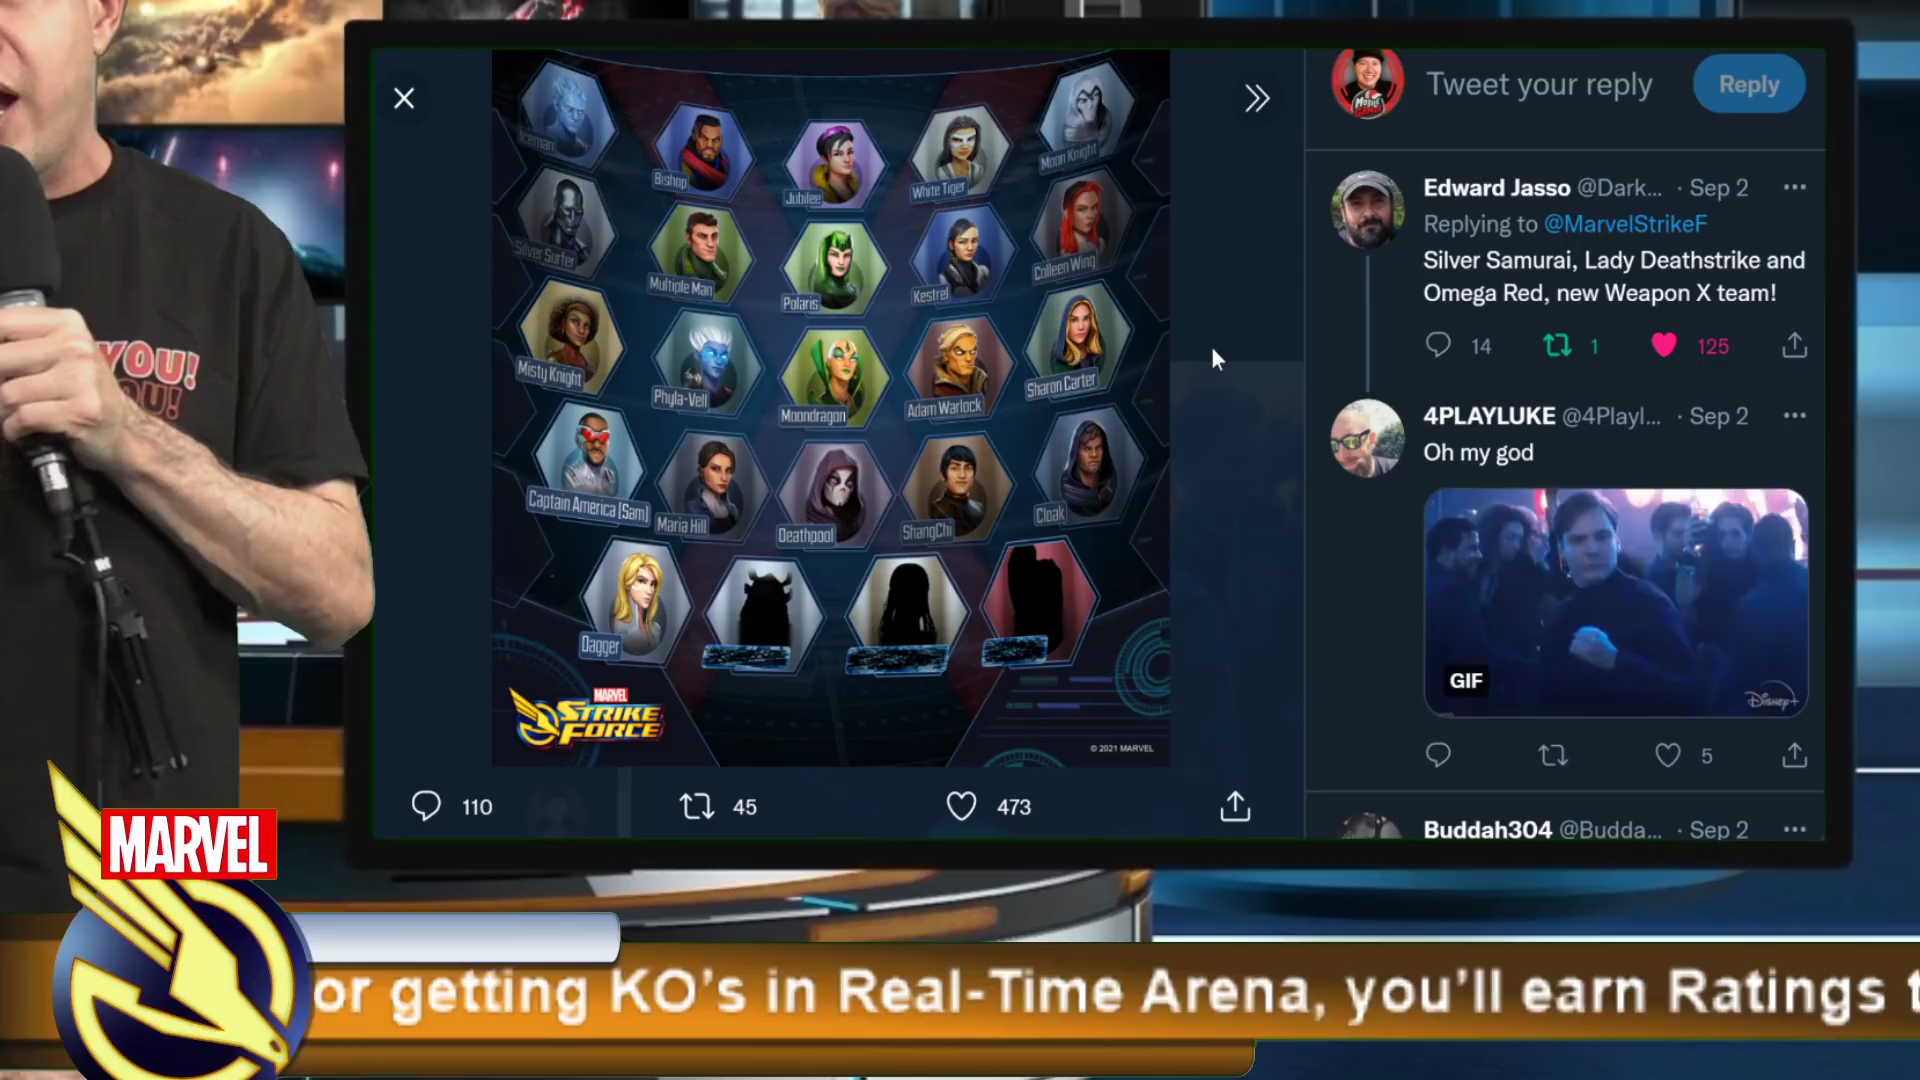 Iceman
Bishop
Jubilee
White Tiger
Moon Knight
Silver Surfer
Multiple Man
Polaris
Kestrel
Colleen Wing
Misty Knight
Phyla-Vell
Moondragon
Adam Warlock
Sharon Carter
Captain America (Sam)
Maria Hill
Deathpool
ShangChi
Cloak
Dagger
MARVEL
STRIKE
FORCE
© 2021 MARVEL
110
45
473
Tweet your reply
Reply
Edward Jasso @Dark... · Sep 2
Replying to @MarvelStrikeF
Silver Samurai, Lady Deathstrike and
Omega Red, new Weapon X team!
14
1
125
4PLAYLUKE @4Playl... · Sep 2
Oh my god
GIF
Disney+
5
Buddah304 @Budda... · Sep 2
YOU!
MARVEL
or getting KO's in Real-Time Arena, you'll earn Ratings t